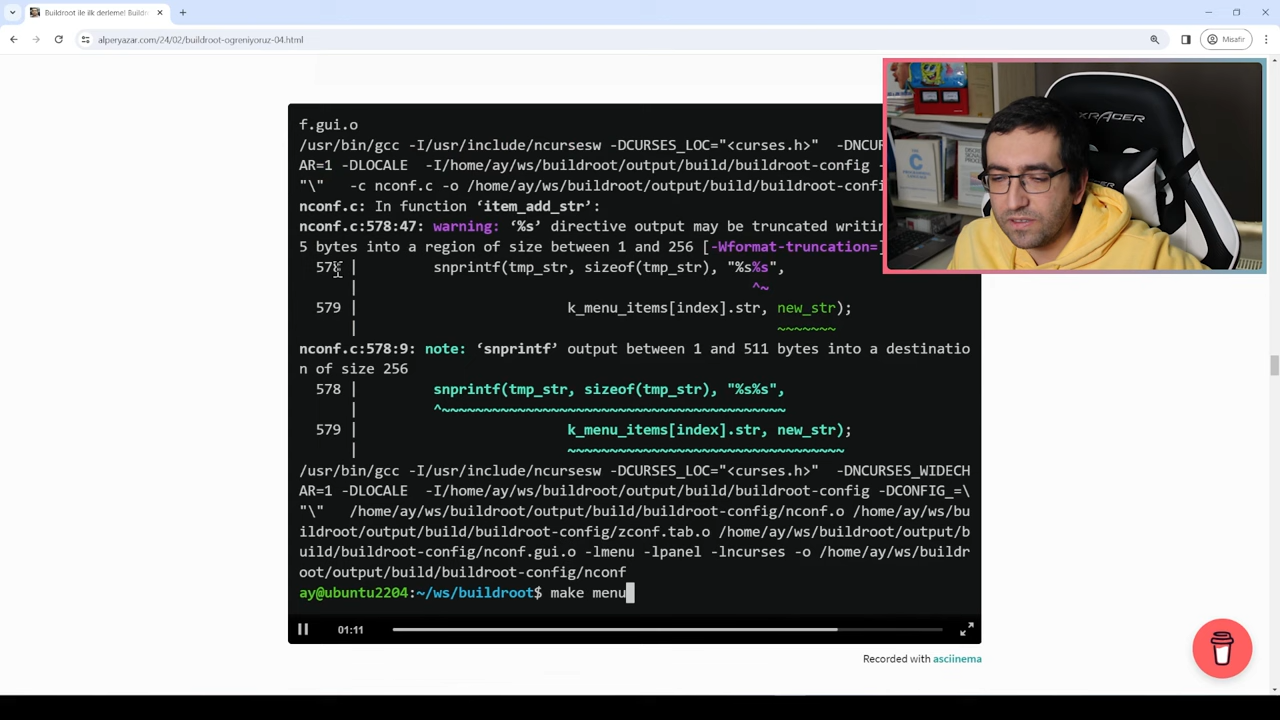 Buildroot ile ilk derleme! Buildr
alperyazar.com/24/02/buildroot-ogreniyoruz-04.html
Misafir
f.gui.o
/usr/bin/gcc -I/usr/include/ncursesw -DCURSES_LOC="<curses.h>"  -DNCU
AR=1 -DLOCALE  -I/home/ay/ws/buildroot/output/build/buildroot-config -
"\"   -c nconf.c -o /home/ay/ws/buildroot/output/build/buildroot-conf
nconf.c: In function ‘item_add_str’:
nconf.c:578:47: warning: ‘%s’ directive output may be truncated writin
5 bytes into a region of size between 1 and 256 [-Wformat-truncation=]
578 |         snprintf(tmp_str, sizeof(tmp_str), "%s%s",
|                                                ^~
579 |                         k_menu_items[index].str, new_str);
|                                                  ~~~~~~~
nconf.c:578:9: note: ‘snprintf’ output between 1 and 511 bytes into a destinatio
n of size 256
578 |         snprintf(tmp_str, sizeof(tmp_str), "%s%s",
|         ^~~~~~~~~~~~~~~~~~~~~~~~~~~~~~~~~~~~~~~~~~
579 |                         k_menu_items[index].str, new_str);
|                         ~~~~~~~~~~~~~~~~~~~~~~~~~~~~~~~~~
/usr/bin/gcc -I/usr/include/ncursesw -DCURSES_LOC="<curses.h>"  -DNCURSES_WIDECH
AR=1 -DLOCALE  -I/home/ay/ws/buildroot/output/build/buildroot-config -DCONFIG_=\
"\"   /home/ay/ws/buildroot/output/build/buildroot-config/nconf.o /home/ay/ws/bu
ildroot/output/build/buildroot-config/zconf.tab.o /home/ay/ws/buildroot/output/b
uild/buildroot-config/nconf.gui.o -lmenu -lpanel -lncurses -o /home/ay/ws/buildr
oot/output/build/buildroot-config/nconf
ay@ubuntu2204:~/ws/buildroot$ make menu
01:11
Recorded with asciinema